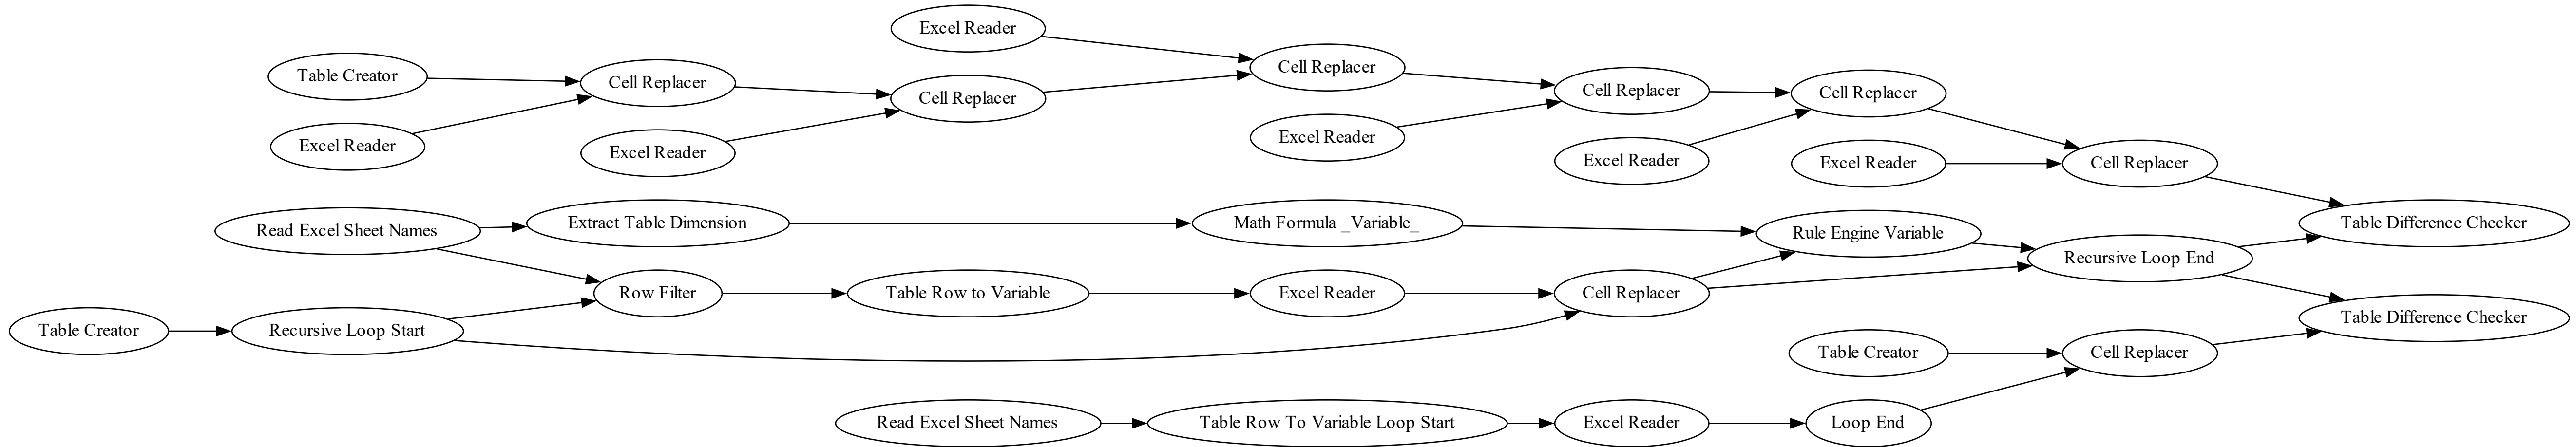 Excel Reader
Table Creator
Cell Replacer
Cell Replacer
Cell Replacer
Cell Replacer
Cell Replacer
Excel Reader
Excel Reader
Excel Reader
Excel Reader
Excel Reader
Cell Replacer
Read Excel Sheet Names
Extract Table Dimension
Math Formula _Variable_
Rule Engine Variable
Table Difference Checker
Recursive Loop End
Row Filter
Table Row to Variable
Excel Reader
Cell Replacer
Table Difference Checker
Table Creator
Recursive Loop Start
Table Creator
Cell Replacer
Read Excel Sheet Names
Table Row To Variable Loop Start
Excel Reader
Loop End